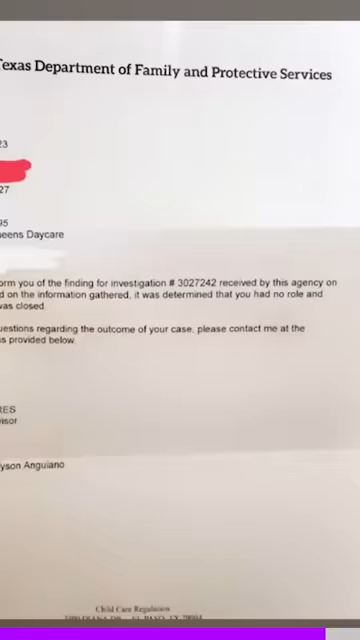 Texas Department of Family and Protective Services
23
27
95
eens Daycare
orm you of the finding for investigation # 3027242 received by this agency on
d on the information gathered, it was determined that you had no role and
was closed.
uestions regarding the outcome of your case, please contact me at the
s provided below.
RES
visor
yson Anguiano
Child Care Regulation